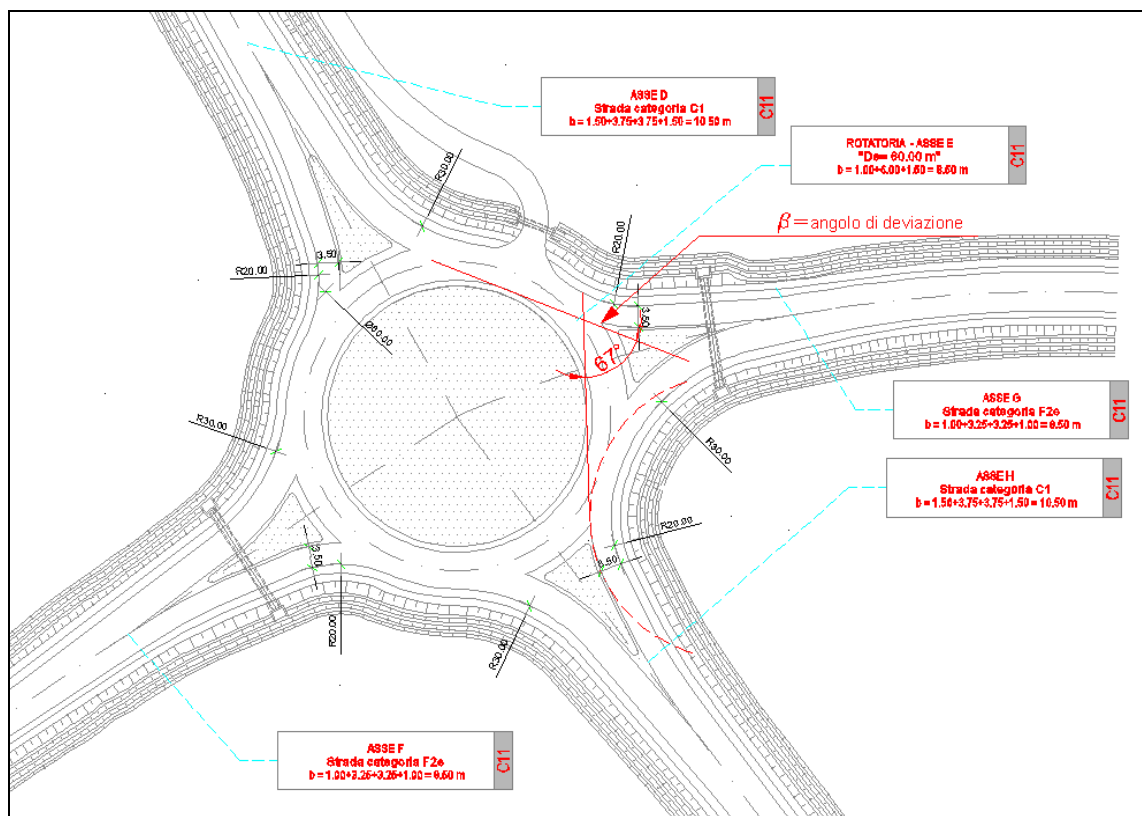 ASSE D
Strada categoria C1
b = 1.50+3.75+3.75+1.50 = 10.50 m
C11
ROTATORIA - ASSE E
"De= 60.00 m"
b = 1.00+6.00+1.50 = 8.50 m
C11
R30.00
β=angolo di deviazione
R20.00
3.50
R20.00
3.50
Ø60.00
67°
ASSE G
Strada categoria F2e
b = 1.00+3.25+3.25+1.00 = 8.50 m
C11
R30.00
R30.00
ASSE H
Strada categoria C1
b = 1.50+3.75+3.75+1.50 = 10.50 m
C11
R20.00
3.50
3.50
R20.00
R30.00
ASSE F
Strada categoria F2e
b = 1.00+3.25+3.25+1.00 = 8.50 m
C11